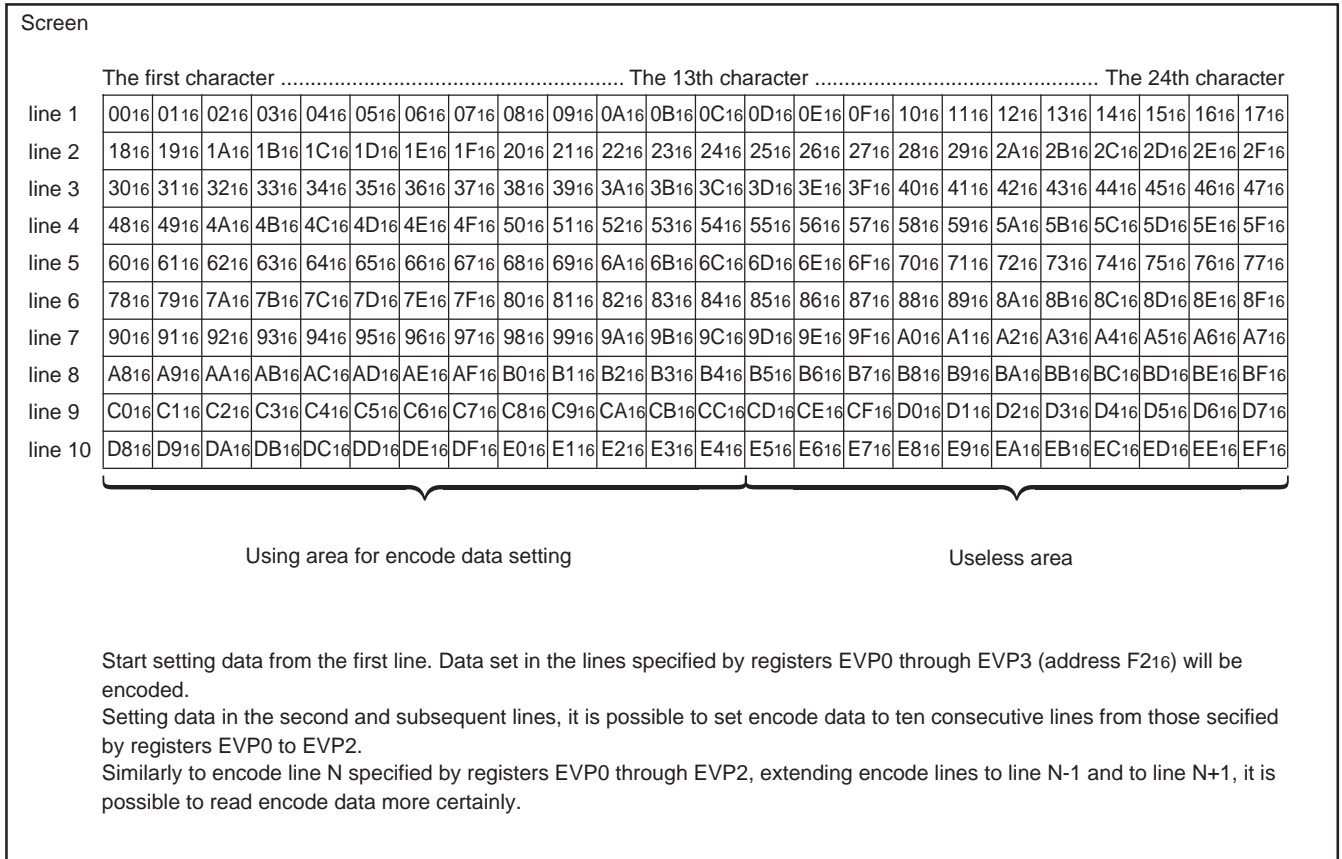 Screen
The first character .......................................................... The 13th character ................................................ The 24th character
line 1 0016 0116 0216 0316 0416 0516 0616 0716 0816 0916 0A16 0B16 0C16 0D16 0E16 0F16 1016 1116 1216 1316 1416 1516 1616 1716
line 2 1816 1916 1A16 1B16 1C16 1D16 1E16 1F16 2016 2116 2216 2316 2416 2516 2616 2716 2816 2916 2A16 2B16 2C16 2D16 2E16 2F16
line 3 3016 3116 3216 3316 3416 3516 3616 3716 3816 3916 3A16 3B16 3C16 3D16 3E16 3F16 4016 4116 4216 4316 4416 4516 4616 4716
line 4 4816 4916 4A16 4B16 4C16 4D16 4E16 4F16 5016 5116 5216 5316 5416 5516 5616 5716 5816 5916 5A16 5B16 5C16 5D16 5E16 5F16
line 5 6016 6116 6216 6316 6416 6516 6616 6716 6816 6916 6A16 6B16 6C16 6D16 6E16 6F16 7016 7116 7216 7316 7416 7516 7616 7716
line 6 7816 7916 7A16 7B16 7C16 7D16 7E16 7F16 8016 8116 8216 8316 8416 8516 8616 8716 8816 8916 8A16 8B16 8C16 8D16 8E16 8F16
line 7 9016 9116 9216 9316 9416 9516 9616 9716 9816 9916 9A16 9B16 9C16 9D16 9E16 9F16 A016 A116 A216 A316 A416 A516 A616 A716
line 8 A816 A916 AA16 AB16 AC16 AD16 AE16 AF16 B016 B116 B216 B316 B416 B516 B616 B716 B816 B916 BA16 BB16 BC16 BD16 BE16 BF16
line 9 C016 C116 C216 C316 C416 C516 C616 C716 C816 C916 CA16 CB16 CC16 CD16 CE16 CF16 D016 D116 D216 D316 D416 D516 D616 D716
line 10 D816 D916 DA16 DB16 DC16 DD16 DE16 DF16 E016 E116 E216 E316 E416 E516 E616 E716 E816 E916 EA16 EB16 EC16 ED16 EE16 EF16
Using area for encode data setting Useless area
Start setting data from the first line. Data set in the lines specified by registers EVP0 through EVP3 (address F216) will be
encoded.
Setting data in the second and subsequent lines, it is possible to set encode data to ten consecutive lines from those secified
by registers EVP0 to EVP2.
Similarly to encode line N specified by registers EVP0 through EVP2, extending encode lines to line N-1 and to line N+1, it is
possible to read encode data more certainly.